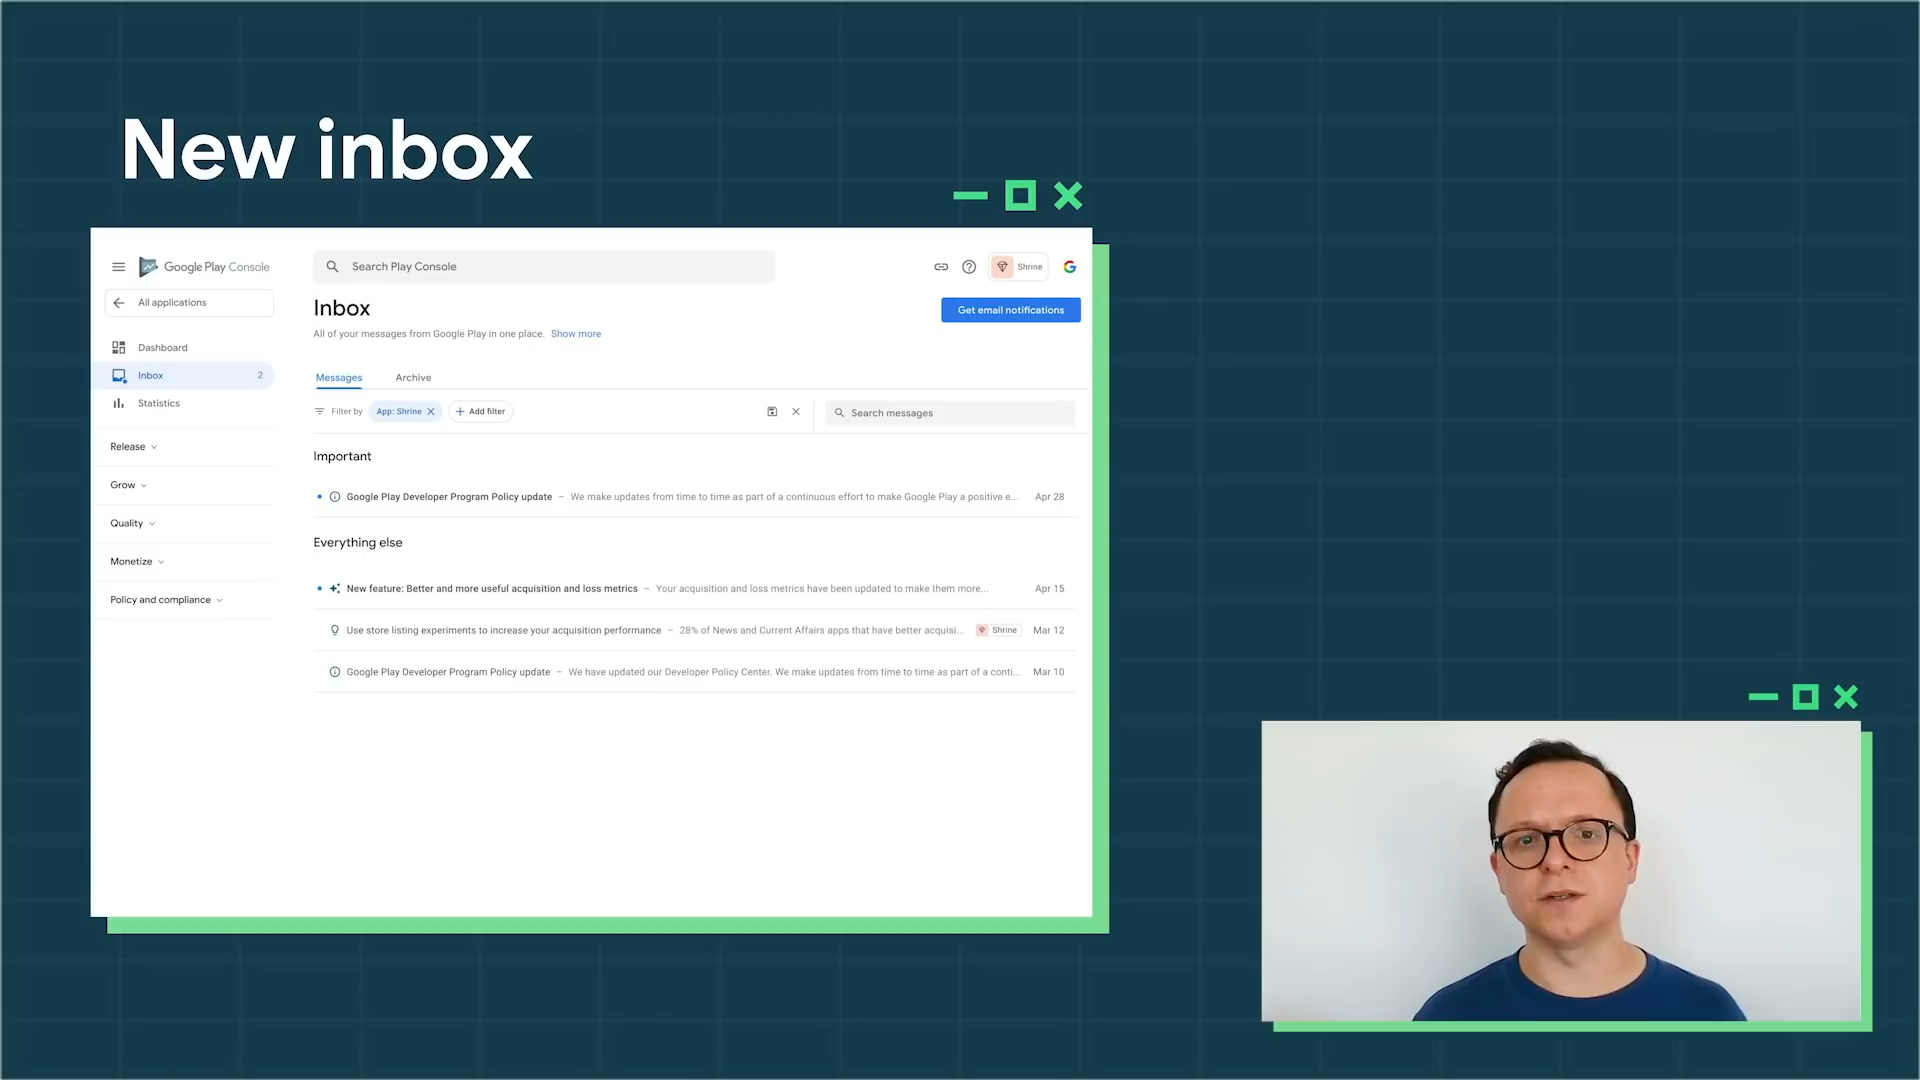 New inbox
Google Play Console
Search Play Console
Shrine
All applications
Inbox
Get email notifications
All of your messages from Google Play in one place. Show more
Dashboard
Inbox 2
Statistics
Messages Archive
Filter by App: Shrine Add filter
Search messages
Release
Grow
Quality
Monetize
Policy and compliance
Important
Google Play Developer Program Policy update – We make updates from time to time as part of a continuous effort to make Google Play a positive e... Apr 28
Everything else
New feature: Better and more useful acquisition and loss metrics – Your acquisition and loss metrics have been updated to make them more... Apr 15
Use store listing experiments to increase your acquisition performance – 28% of News and Current Affairs apps that have better acquisi... Shrine Mar 12
Google Play Developer Program Policy update – We have updated our Developer Policy Center. We make updates from time to time as part of a conti... Mar 10